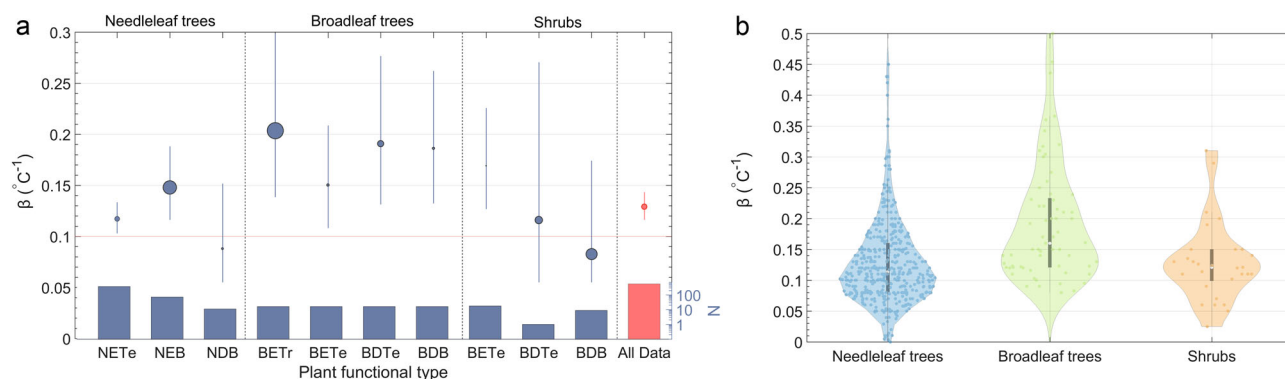 a
Needleleaf trees
Broadleaf trees
Shrubs
β (°C-1)
0.3
0.25
0.2
0.15
0.1
0.05
0
100
10
1
N
NETe NEB NDB BETr BETe BDTe BDB BETe BDTe BDB All Data
Plant functional type
b
β (°C-1)
0.5
0.45
0.4
0.35
0.3
0.25
0.2
0.15
0.1
0.05
0
Needleleaf trees Broadleaf trees Shrubs